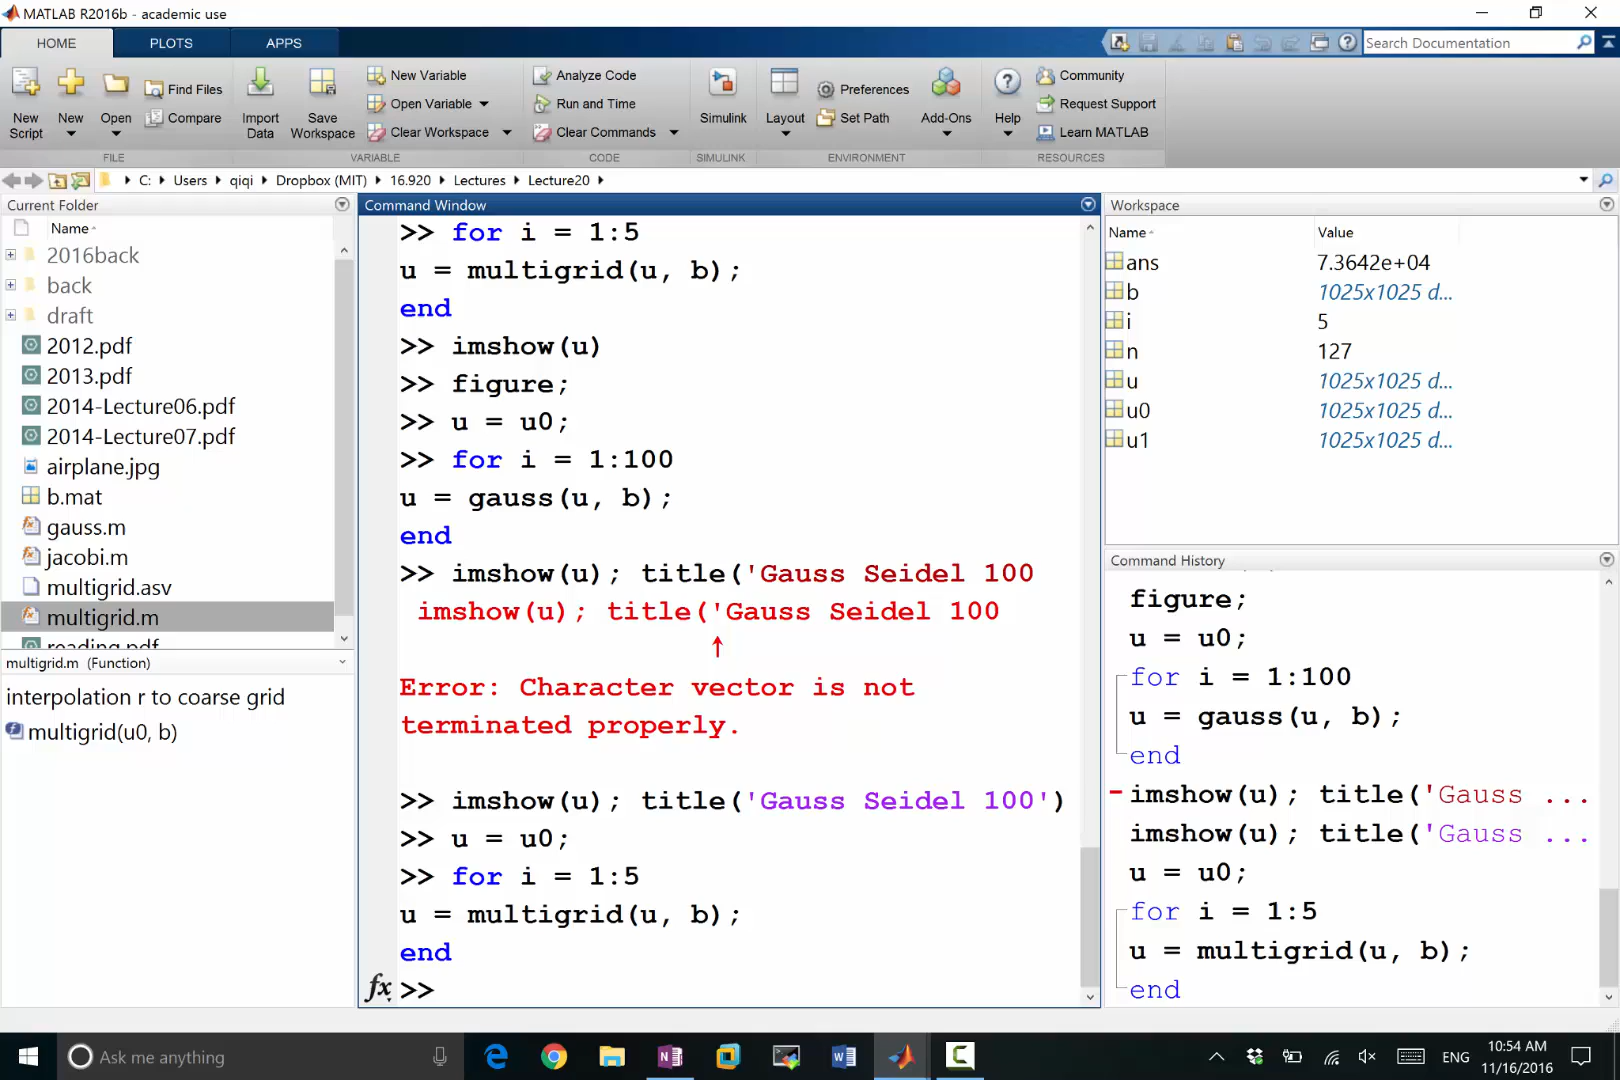 MATLAB R2016b - academic use
HOME
PLOTS
APPS
Search Documentation
New Script
New
Open
Find Files
Compare
Import Data
Save Workspace
New Variable
Open Variable
Clear Workspace
Analyze Code
Run and Time
Clear Commands
Simulink
Layout
Preferences
Set Path
Add-Ons
Help
Community
Request Support
Learn MATLAB
FILE
VARIABLE
CODE
SIMULINK
ENVIRONMENT
RESOURCES
C: Users qiqi Dropbox (MIT) 16.920 Lectures Lecture20
Current Folder
Name
2016back
back
draft
2012.pdf
2013.pdf
2014-Lecture06.pdf
2014-Lecture07.pdf
airplane.jpg
b.mat
gauss.m
jacobi.m
multigrid.asv
multigrid.m
reading.pdf
multigrid.m (Function)
interpolation r to coarse grid
multigrid(u0, b)
Command Window
>> for i = 1:5
u = multigrid(u, b);
end
>> imshow(u)
>> figure;
>> u = u0;
>> for i = 1:100
u = gauss(u, b);
end
>> imshow(u); title('Gauss Seidel 100
imshow(u); title('Gauss Seidel 100
↑
Error: Character vector is not
terminated properly.
>> imshow(u); title('Gauss Seidel 100')
>> u = u0;
>> for i = 1:5
u = multigrid(u, b);
end
fx >>
Workspace
Name Value
ans 7.3642e+04
b 1025x1025 d...
i 5
n 127
u 1025x1025 d...
u0 1025x1025 d...
u1 1025x1025 d...
Command History
figure;
u = u0;
for i = 1:100
u = gauss(u, b);
end
imshow(u); title('Gauss ...
imshow(u); title('Gauss ...
u = u0;
for i = 1:5
u = multigrid(u, b);
end
Ask me anything
ENG
10:54 AM
11/16/2016